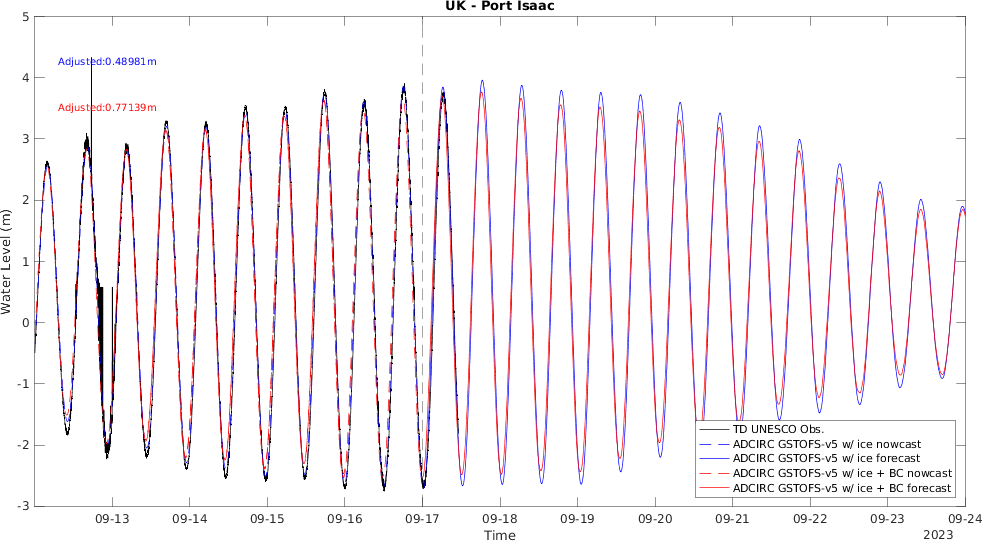 UK - Port Isaac
Water Level (m)
5
4
3
2
1
0
-1
-2
-3
Adjusted:0.48981m
Adjusted:0.77139m
TD UNESCO Obs.
ADCIRC GSTOFS-v5 w/ ice nowcast
ADCIRC GSTOFS-v5 w/ ice forecast
ADCIRC GSTOFS-v5 w/ ice + BC nowcast
ADCIRC GSTOFS-v5 w/ ice + BC forecast
09-13 09-14 09-15 09-16 09-17 09-18 09-19 09-20 09-21 09-22 09-23 09-24
Time
2023